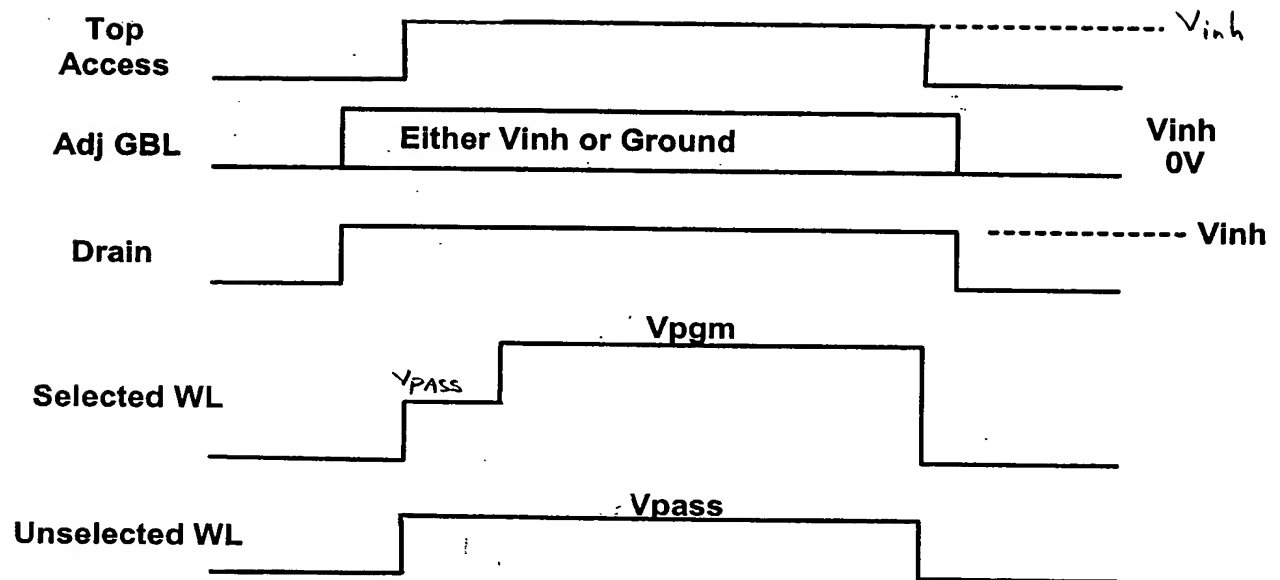 Top
Access
Vinh
Adj GBL
Either Vinh or Ground
Vinh
0V
Drain
Vinh
Vpgm
VPASS
Selected WL
Vpass
Unselected WL